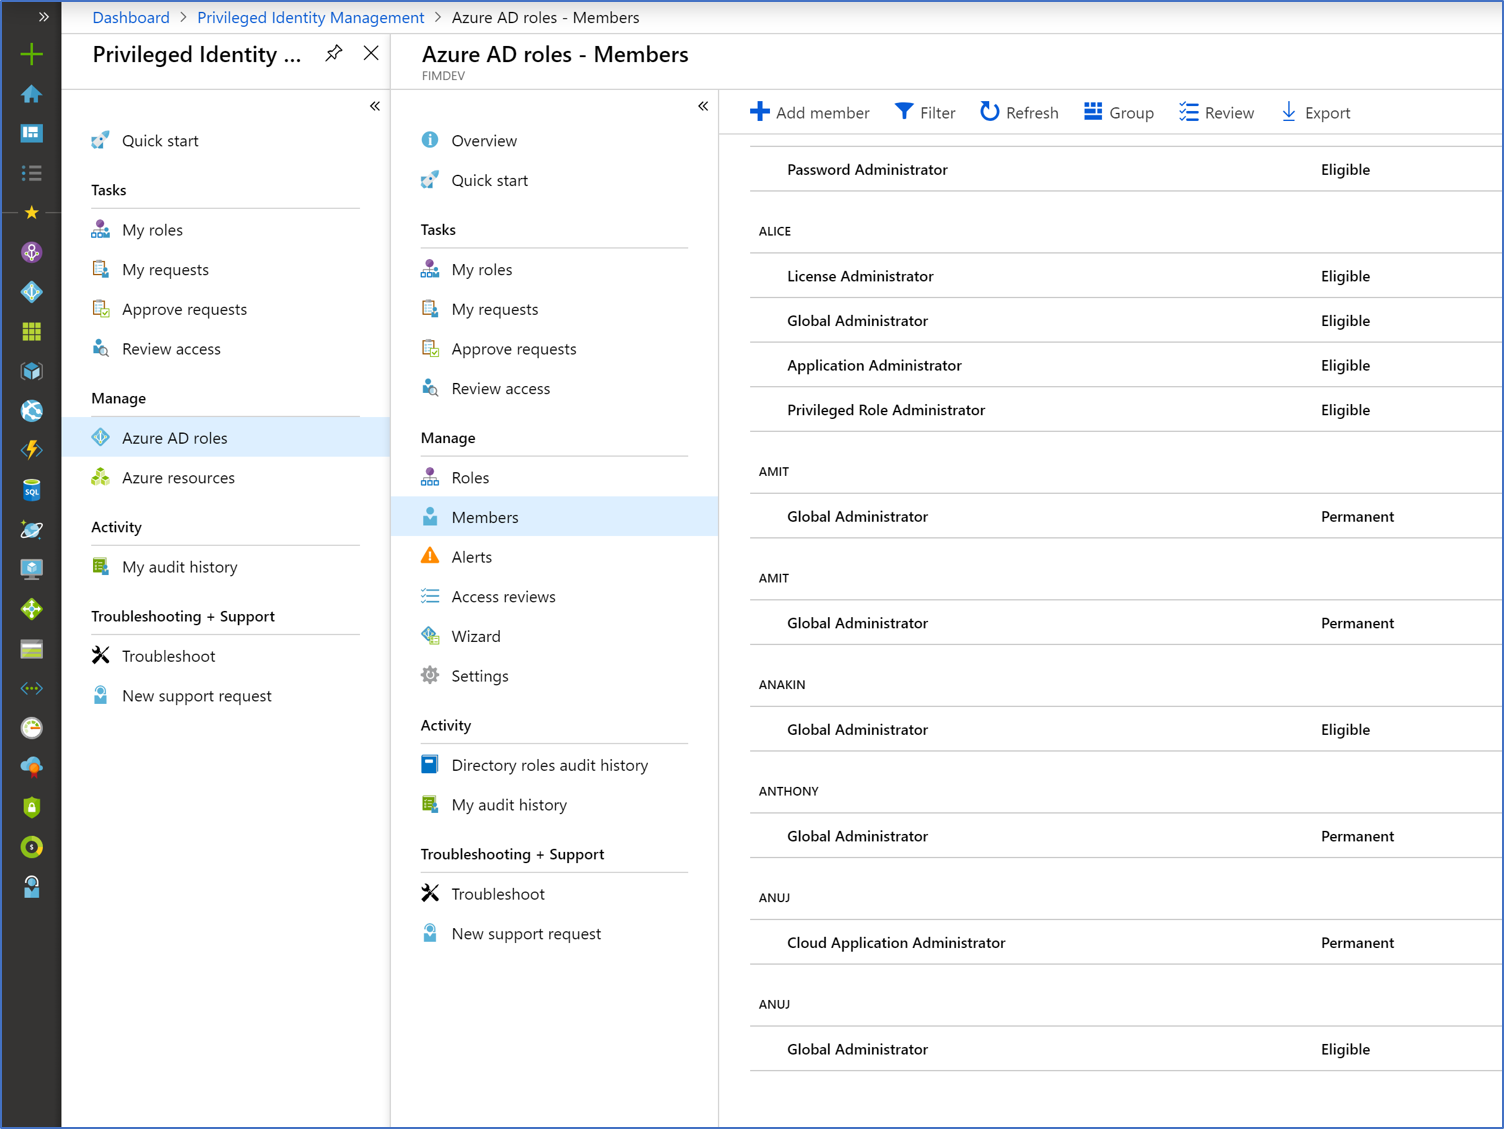 Dashboard > Privileged Identity Management > Azure AD roles - Members
Privileged Identity ...
Quick start
Tasks
My roles
My requests
Approve requests
Review access
Manage
Azure AD roles
Azure resources
Activity
My audit history
Troubleshooting + Support
Troubleshoot
New support request
Azure AD roles - Members
FIMDEV
Overview
Quick start
Tasks
My roles
My requests
Approve requests
Review access
Manage
Roles
Members
Alerts
Access reviews
Wizard
Settings
Activity
Directory roles audit history
My audit history
Troubleshooting + Support
Troubleshoot
New support request
Add member Filter Refresh Group Review Export
Password Administrator Eligible
ALICE
License Administrator Eligible
Global Administrator Eligible
Application Administrator Eligible
Privileged Role Administrator Eligible
AMIT
Global Administrator Permanent
AMIT
Global Administrator Permanent
ANAKIN
Global Administrator Eligible
ANTHONY
Global Administrator Permanent
ANUJ
Cloud Application Administrator Permanent
ANUJ
Global Administrator Eligible
SQL